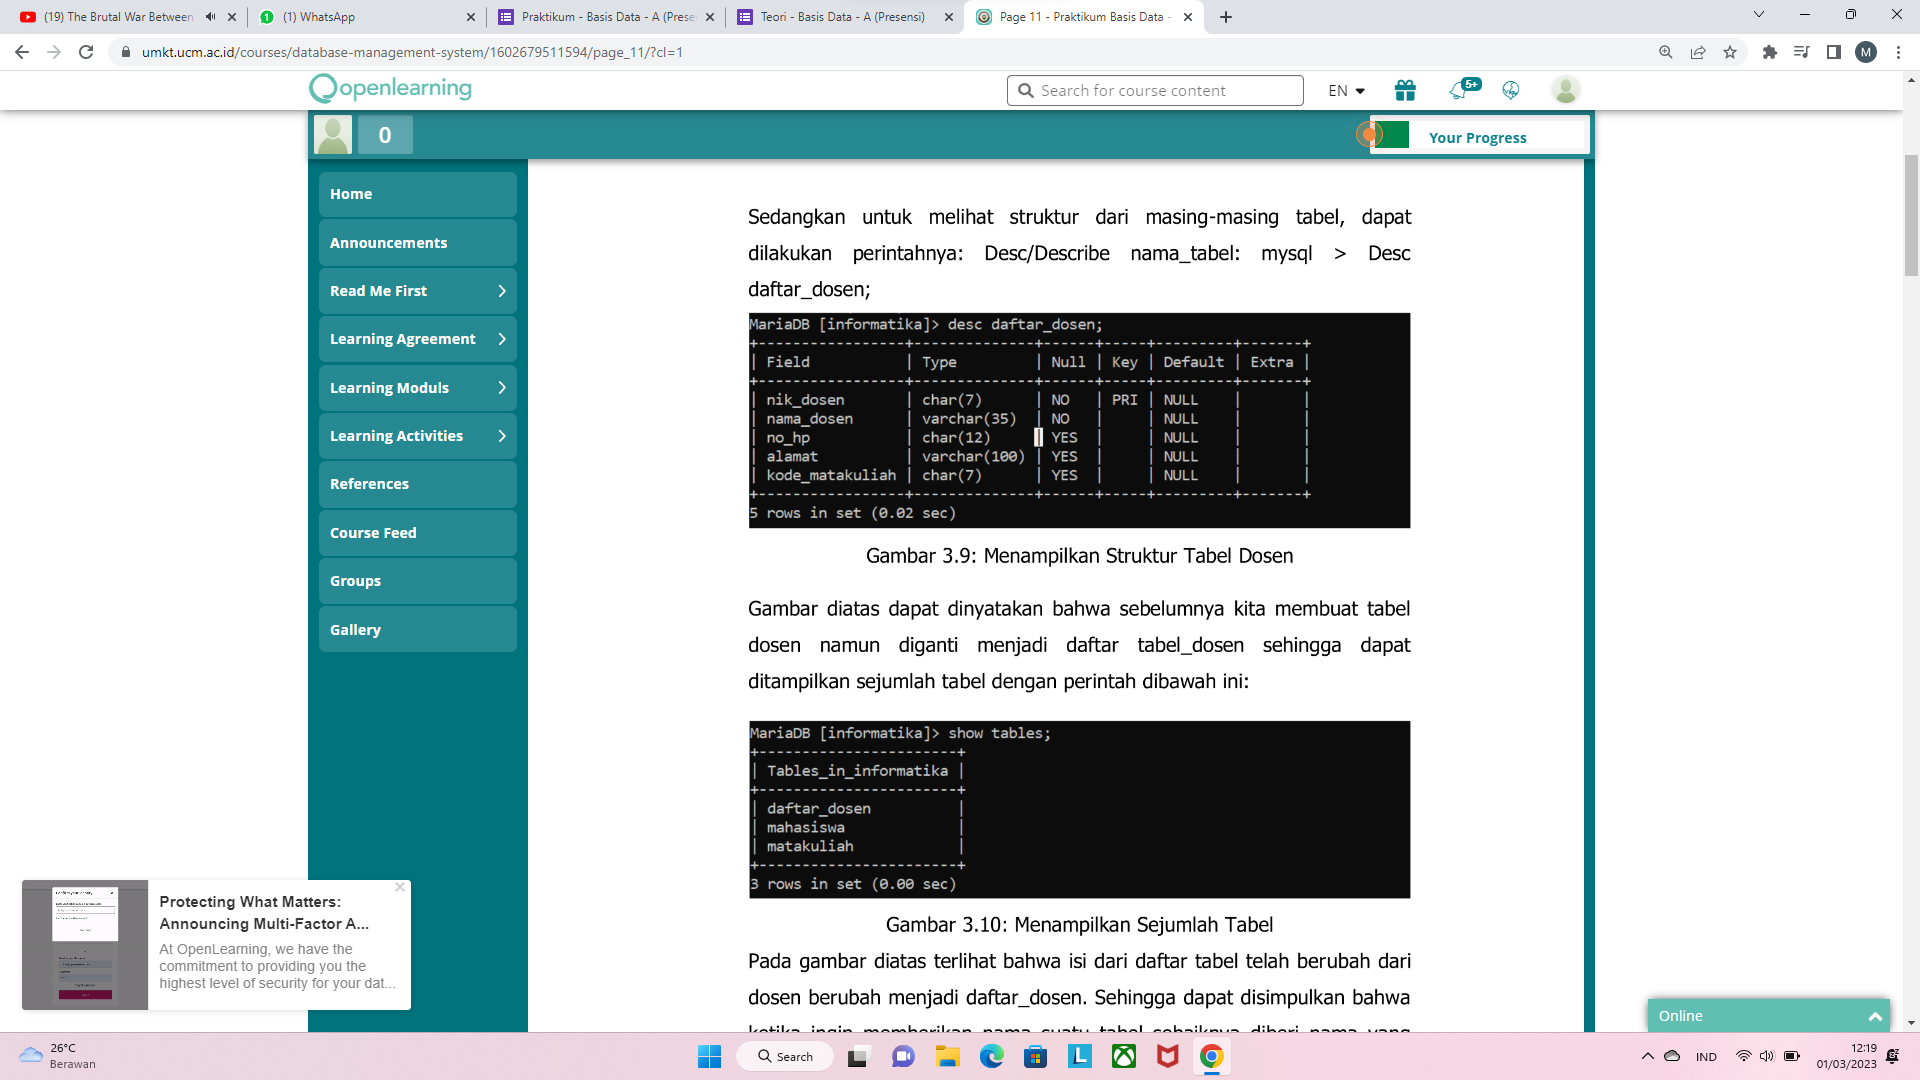 (19) The Brutal War Between
(1) WhatsApp
Praktikum - Basis Data - A (Prese
Teori - Basis Data - A (Presensi)
Page 11 - Praktikum Basis Data -
umkt.ucm.ac.id/courses/database-management-system/1602679511594/page_11/?cl=1
M
openlearning
Search for course content
EN
5+
0
Your Progress
Home
Announcements
Read Me First
Learning Agreement
Learning Moduls
Learning Activities
References
Course Feed
Groups
Gallery
Sedangkan untuk melihat struktur dari masing-masing tabel, dapat
dilakukan perintahnya: Desc/Describe nama_tabel: mysql > Desc
daftar_dosen;
MariaDB [informatika]> desc daftar_dosen;
+-----------------+--------------+------+-----+---------+-------+
| Field           | Type         | Null | Key | Default | Extra |
+-----------------+--------------+------+-----+---------+-------+
| nik_dosen       | char(7)      | NO   | PRI | NULL    |       |
| nama_dosen      | varchar(35)  | NO   |     | NULL    |       |
| no_hp           | char(12)     | YES  |     | NULL    |       |
| alamat          | varchar(100) | YES  |     | NULL    |       |
| kode_matakuliah | char(7)      | YES  |     | NULL    |       |
+-----------------+--------------+------+-----+---------+-------+
5 rows in set (0.02 sec)
Gambar 3.9: Menampilkan Struktur Tabel Dosen
Gambar diatas dapat dinyatakan bahwa sebelumnya kita membuat tabel
dosen namun diganti menjadi daftar tabel_dosen sehingga dapat
ditampilkan sejumlah tabel dengan perintah dibawah ini:
MariaDB [informatika]> show tables;
+-----------------------+
| Tables_in_informatika |
+-----------------------+
| daftar_dosen          |
| mahasiswa             |
| matakuliah            |
+-----------------------+
3 rows in set (0.00 sec)
Gambar 3.10: Menampilkan Sejumlah Tabel
Pada gambar diatas terlihat bahwa isi dari daftar tabel telah berubah dari
dosen berubah menjadi daftar_dosen. Sehingga dapat disimpulkan bahwa
ketika ingin memberikan nama suatu tabel sebaiknya diberi nama yang
Protecting What Matters:
Announcing Multi-Factor A...
At OpenLearning, we have the
commitment to providing you the
highest level of security for your dat...
Online
26°C
Berawan
Search
IND
12:19
01/03/2023